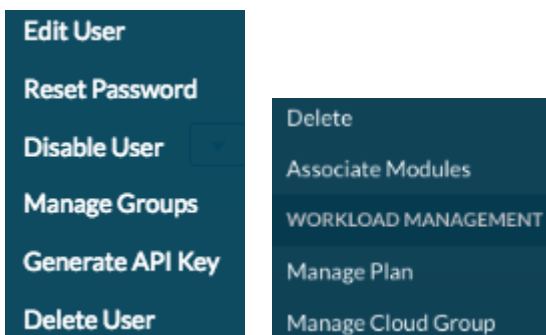 Edit User
Reset Password
Disable User
Manage Groups
Generate API Key
Delete User
Delete
Associate Modules
WORKLOAD MANAGEMENT
Manage Plan
Manage Cloud Group